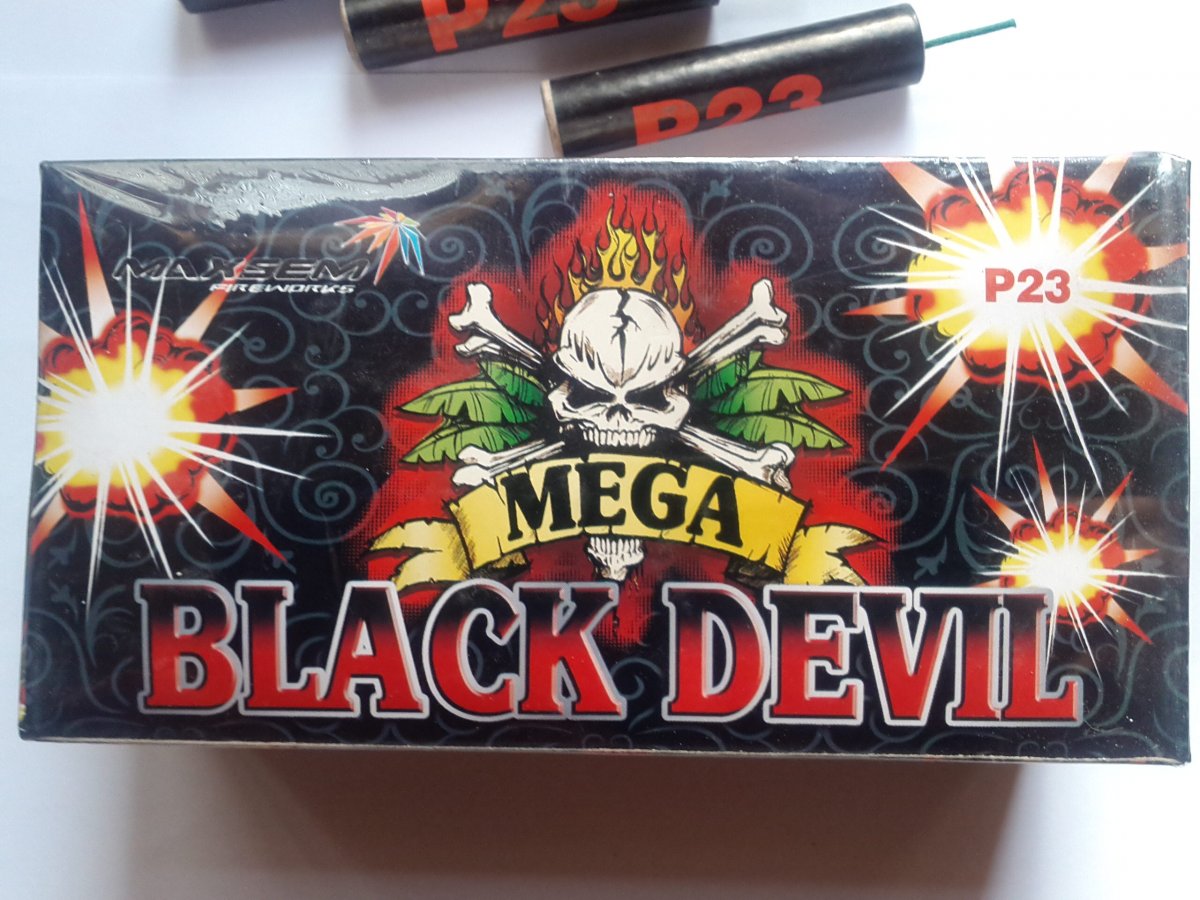 P23
P23
MAXSEM
FIREWORKS
P23
MEGA
BLACK DEVIL